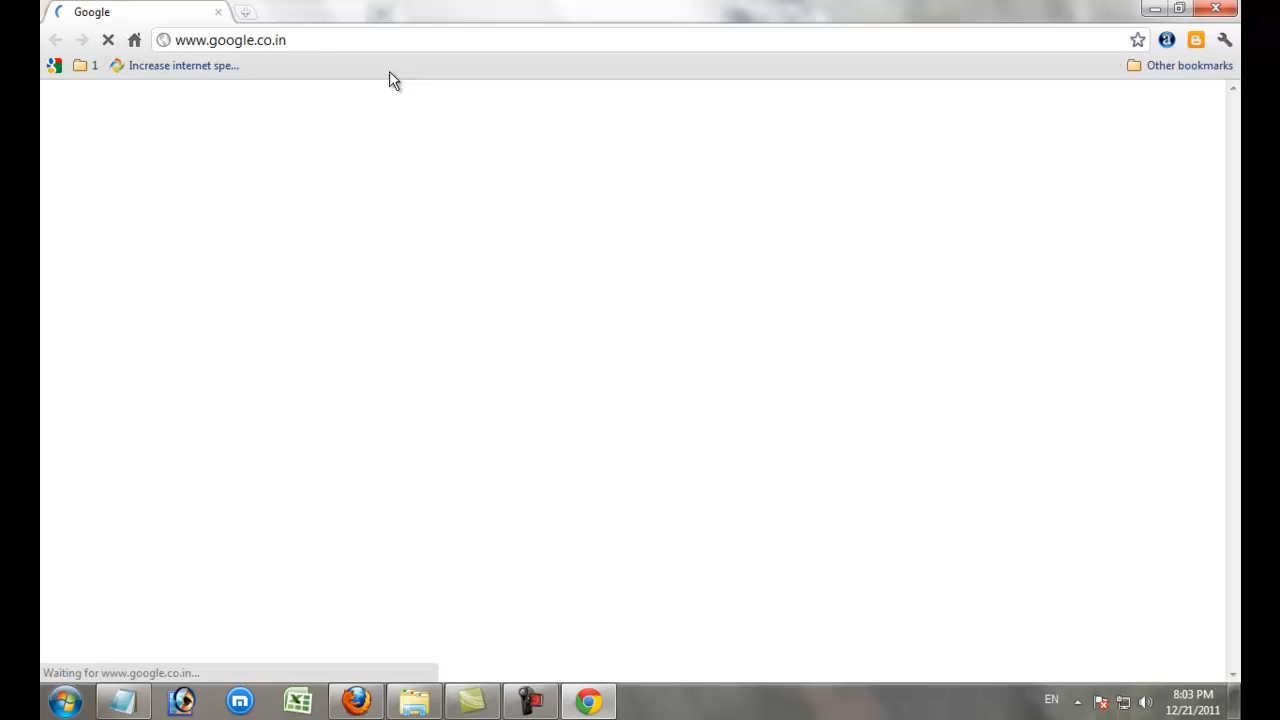 Google
www.google.co.in
1
Increase internet spe...
Other bookmarks
Waiting for www.google.co.in...
EN
8:03 PM
12/21/2011